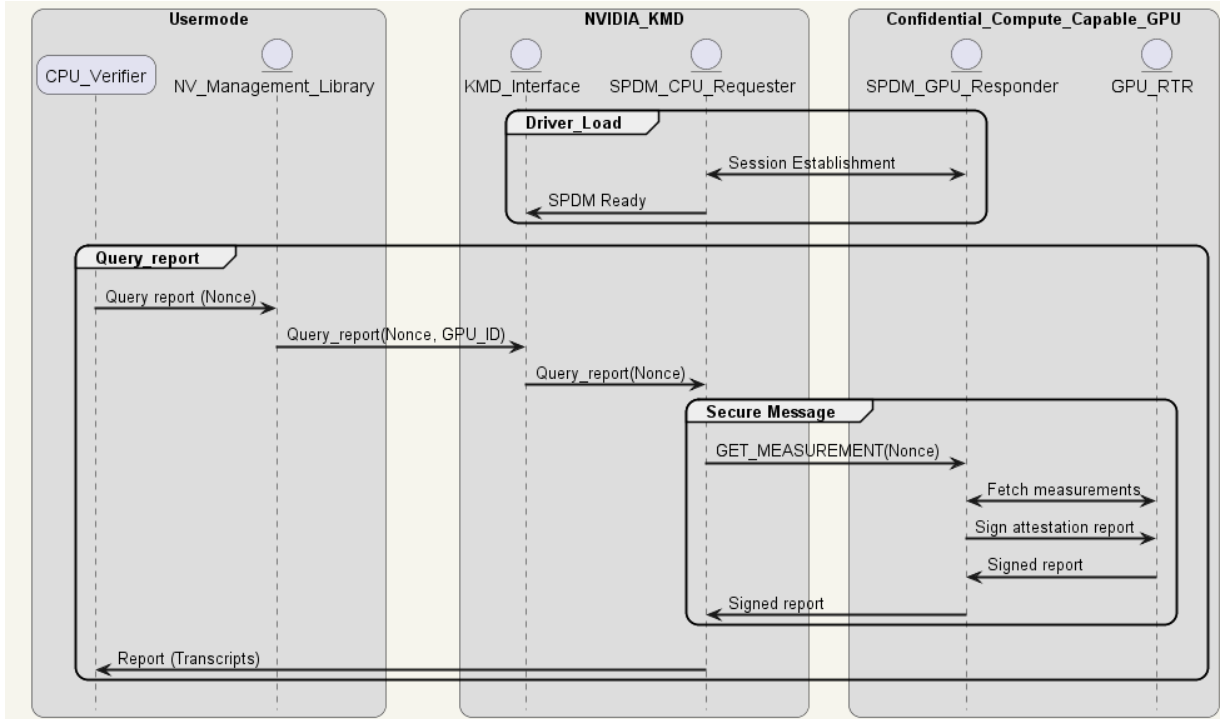 Usermode
NVIDIA_KMD
Confidential_Compute_Capable_GPU
CPU_Verifier
NV_Management_Library
KMD_Interface
SPDM_CPU_Requester
SPDM_GPU_Responder
GPU_RTR
Driver_Load
Session Establishment
SPDM Ready
Query_report
Query report (Nonce)
Query_report(Nonce, GPU_ID)
Query_report(Nonce)
Secure Message
GET_MEASUREMENT(Nonce)
Fetch measurements
Sign attestation report
Signed report
Signed report
Report (Transcripts)